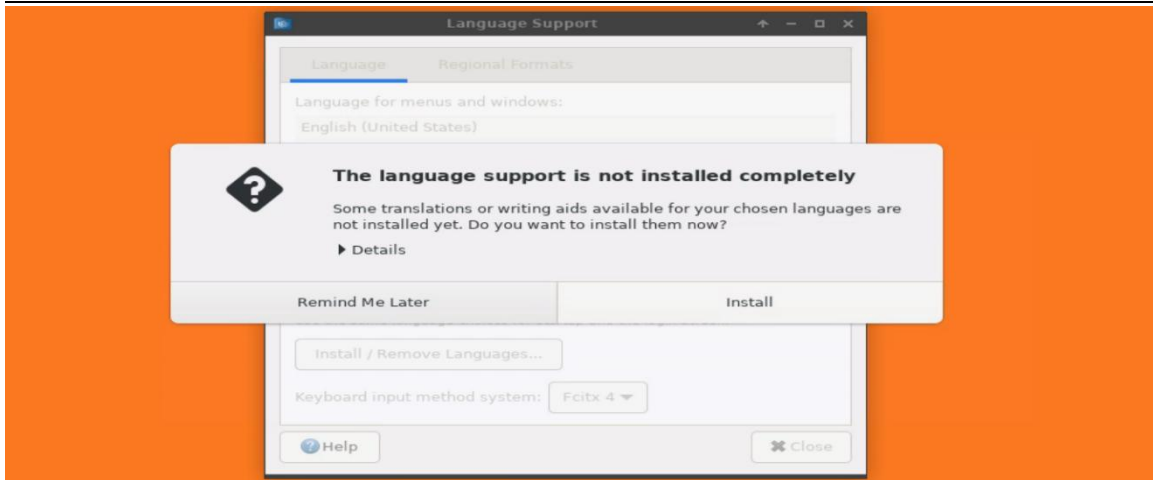 Language Support
Language Regional Formats
Language for menus and windows:
English (United States)
The language support is not installed completely
Some translations or writing aids available for your chosen languages are
not installed yet. Do you want to install them now?
Details
Remind Me Later Install
Install / Remove Languages...
Keyboard input method system: Fcitx 4
Help Close